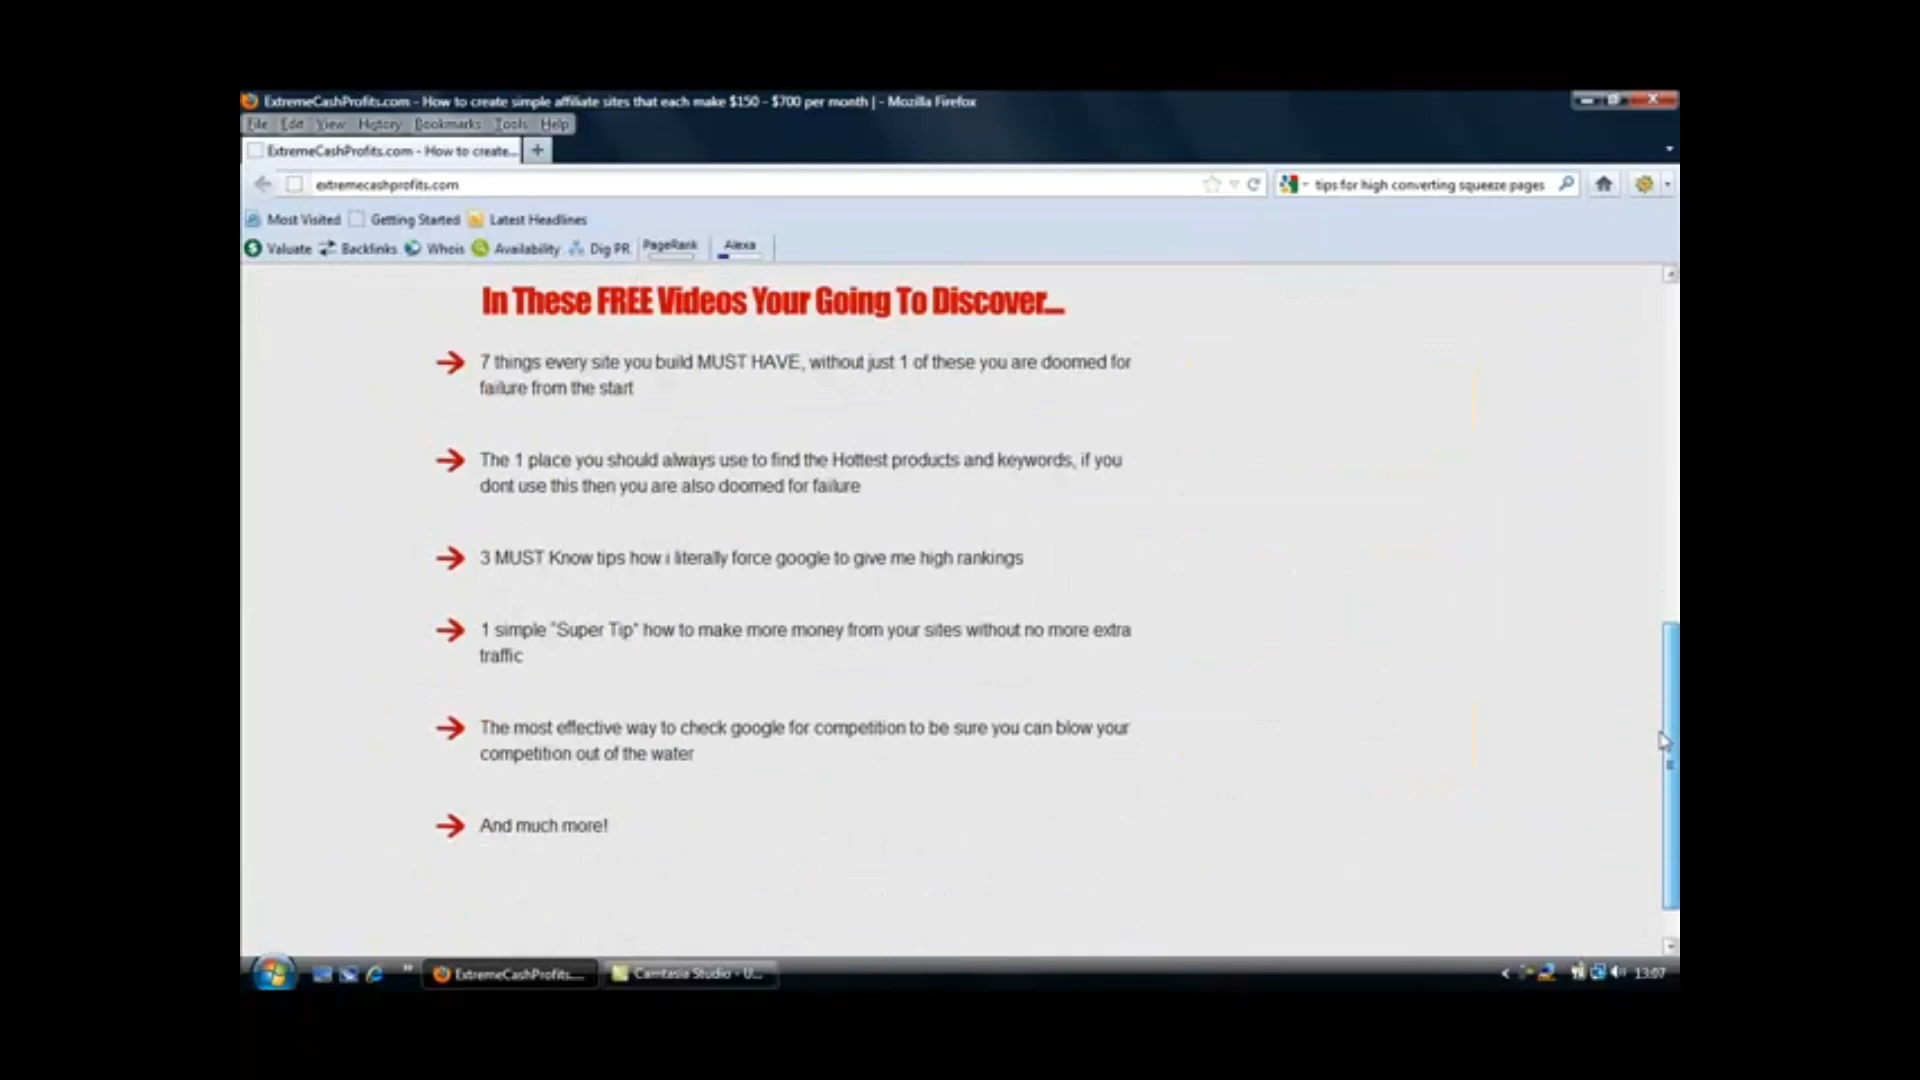 ExtremeCashProfits.com - How to create simple affiliate sites that each make $150 - $700 per month | - Mozilla Firefox
File Edit View History Bookmarks Tools Help
ExtremeCashProfits.com - How to create...
extremecashprofits.com
tips for high converting squeeze pages
Most Visited Getting Started Latest Headlines
Valuate Backlinks Whois Availability Dig PR PageRank Alexa
In These FREE Videos Your Going To Discover...
7 things every site you build MUST HAVE, without just 1 of these you are doomed for
failure from the start
The 1 place you should always use to find the Hottest products and keywords, if you
dont use this then you are also doomed for failure
3 MUST Know tips how i literally force google to give me high rankings
1 simple "Super Tip" how to make more money from your sites without no more extra
traffic
The most effective way to check google for competition to be sure you can blow your
competition out of the water
And much more!
ExtremeCashProfits.... Camtasia Studio - U... 13:07